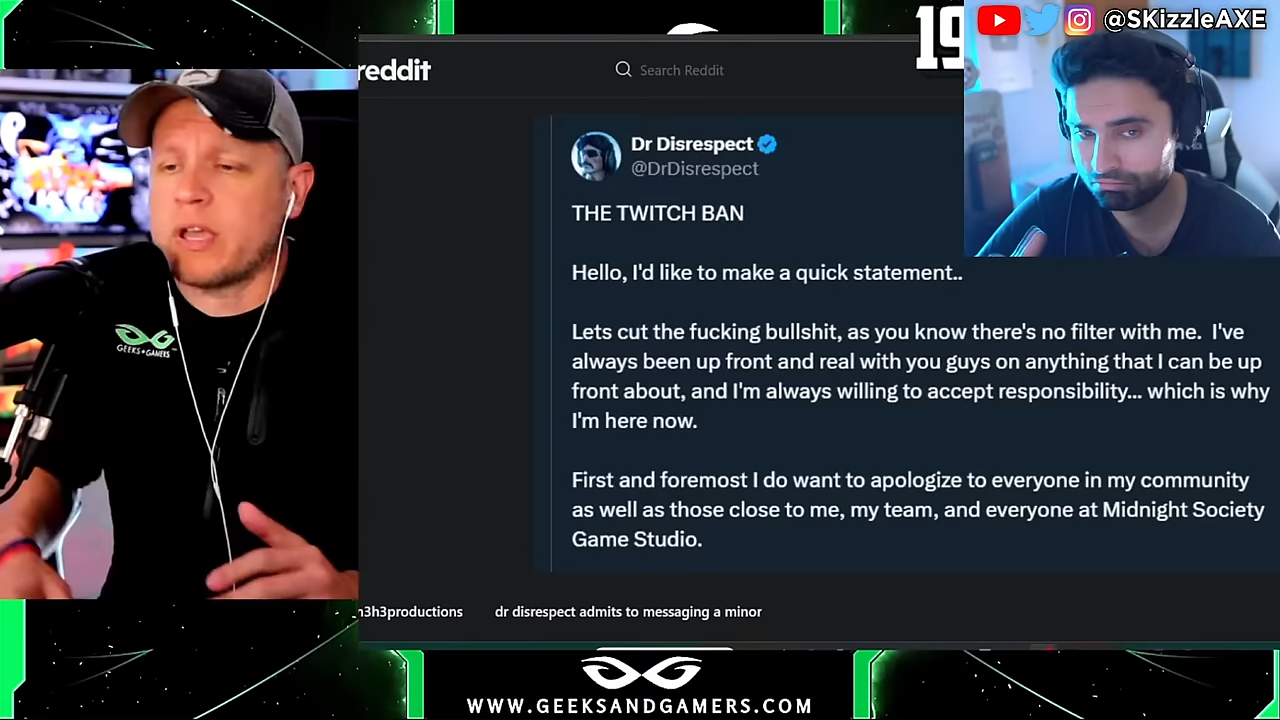 19
@SKizzleAXE
reddit
Search Reddit
Dr Disrespect
@DrDisrespect
THE TWITCH BAN
Hello, I'd like to make a quick statement..
Lets cut the fucking bullshit, as you know there's no filter with me. I've
always been up front and real with you guys on anything that I can be up
front about, and I'm always willing to accept responsibility... which is why
I'm here now.
First and foremost I do want to apologize to everyone in my community
as well as those close to me, my team, and everyone at Midnight Society
Game Studio.
GEEKS+GAMERS
h3h3productions
dr disrespect admits to messaging a minor
WWW.GEEKSANDGAMERS.COM